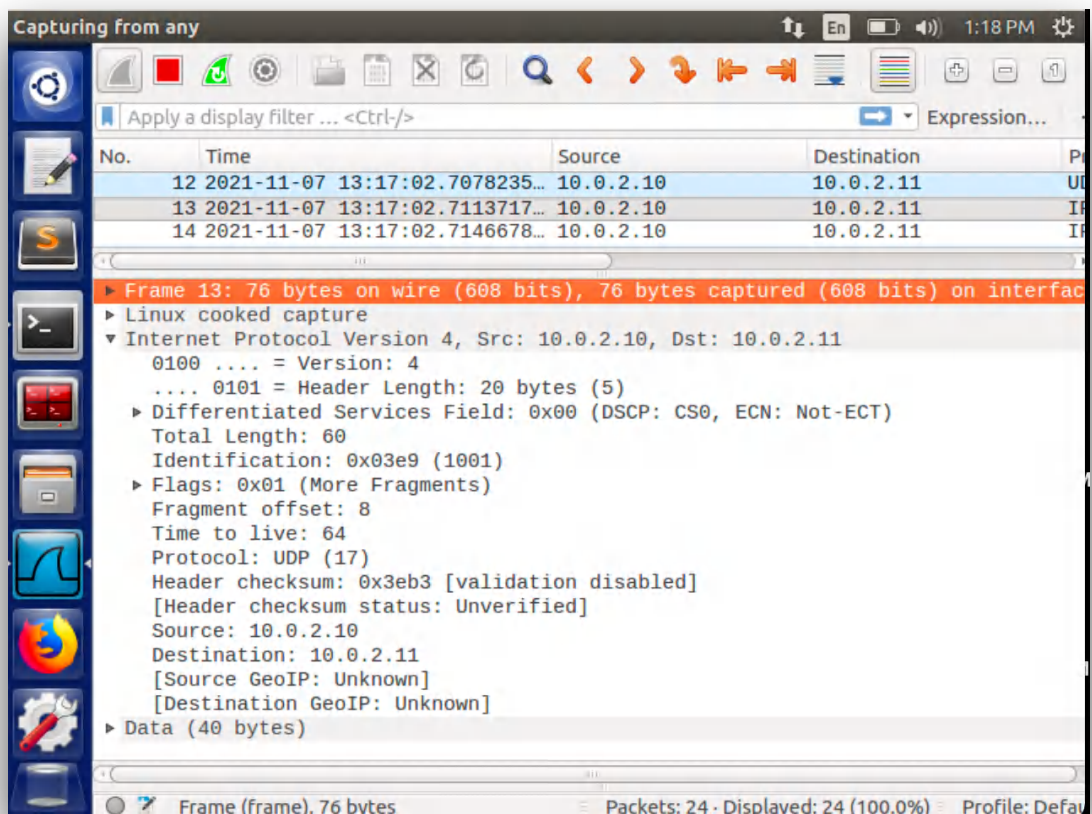 Capturing from any
En
1:18 PM
Apply a display filter ... <Ctrl-/>
Expression...
No. Time Source Destination
12 2021-11-07 13:17:02.7078235… 10.0.2.10 10.0.2.11
13 2021-11-07 13:17:02.7113717… 10.0.2.10 10.0.2.11
14 2021-11-07 13:17:02.7146678… 10.0.2.10 10.0.2.11
Frame 13: 76 bytes on wire (608 bits), 76 bytes captured (608 bits) on interfac
Linux cooked capture
Internet Protocol Version 4, Src: 10.0.2.10, Dst: 10.0.2.11
0100 .... = Version: 4
.... 0101 = Header Length: 20 bytes (5)
Differentiated Services Field: 0x00 (DSCP: CS0, ECN: Not-ECT)
Total Length: 60
Identification: 0x03e9 (1001)
Flags: 0x01 (More Fragments)
Fragment offset: 8
Time to live: 64
Protocol: UDP (17)
Header checksum: 0x3eb3 [validation disabled]
[Header checksum status: Unverified]
Source: 10.0.2.10
Destination: 10.0.2.11
[Source GeoIP: Unknown]
[Destination GeoIP: Unknown]
Data (40 bytes)
Frame (frame), 76 bytes
Packets: 24 · Displayed: 24 (100.0%)
Profile: Defau